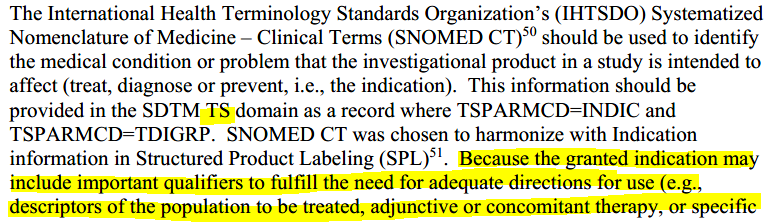 The International Health Terminology Standards Organization’s (IHTSDO) Systematized
Nomenclature of Medicine – Clinical Terms (SNOMED CT)50 should be used to identify
the medical condition or problem that the investigational product in a study is intended to
affect (treat, diagnose or prevent, i.e., the indication).  This information should be
provided in the SDTM TS domain as a record where TSPARMCD=INDIC and
TSPARMCD=TDIGRP.  SNOMED CT was chosen to harmonize with Indication
information in Structured Product Labeling (SPL)51.  Because the granted indication may
include important qualifiers to fulfill the need for adequate directions for use (e.g.,
descriptors of the population to be treated, adjunctive or concomitant therapy, or specific